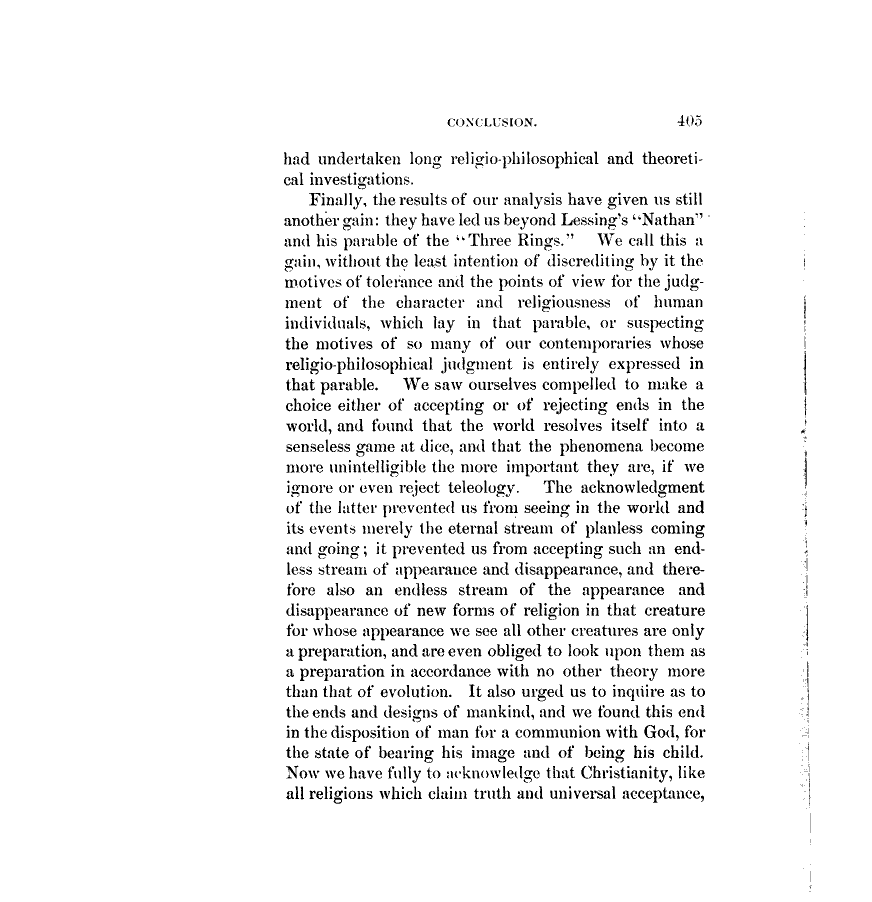 CONCLUSION. 405
had undertaken long religio-philosophical and theoreti-
cal investigations.
Finally, the results of our analysis have given us still
another gain: they have led us beyond Lessing's "Nathan"
and his parable of the "Three Rings." We call this a
gain, without the least intention of discrediting by it the
motives of tolerance and the points of view for the judg-
ment of the character and religiousness of human
individuals, which lay in that parable, or suspecting
the motives of so many of our contemporaries whose
religio-philosophical judgment is entirely expressed in
that parable. We saw ourselves compelled to make a
choice either of accepting or of rejecting ends in the
world, and found that the world resolves itself into a
senseless game at dice, and that the phenomena become
more unintelligible the more important they are, if we
ignore or even reject teleology. The acknowledgment
of the latter prevented us from seeing in the world and
its events merely the eternal stream of planless coming
and going; it prevented us from accepting such an end-
less stream of appearance and disappearance, and there-
fore also an endless stream of the appearance and
disappearance of new forms of religion in that creature
for whose appearance we see all other creatures are only
a preparation, and are even obliged to look upon them as
a preparation in accordance with no other theory more
than that of evolution. It also urged us to inquire as to
the ends and designs of mankind, and we found this end
in the disposition of man for a communion with God, for
the state of bearing his image and of being his child.
Now we have fully to acknowledge that Christianity, like
all religions which claim truth and universal acceptance,